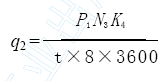 q₂ = P₁N₃K₄ / t×8×3600